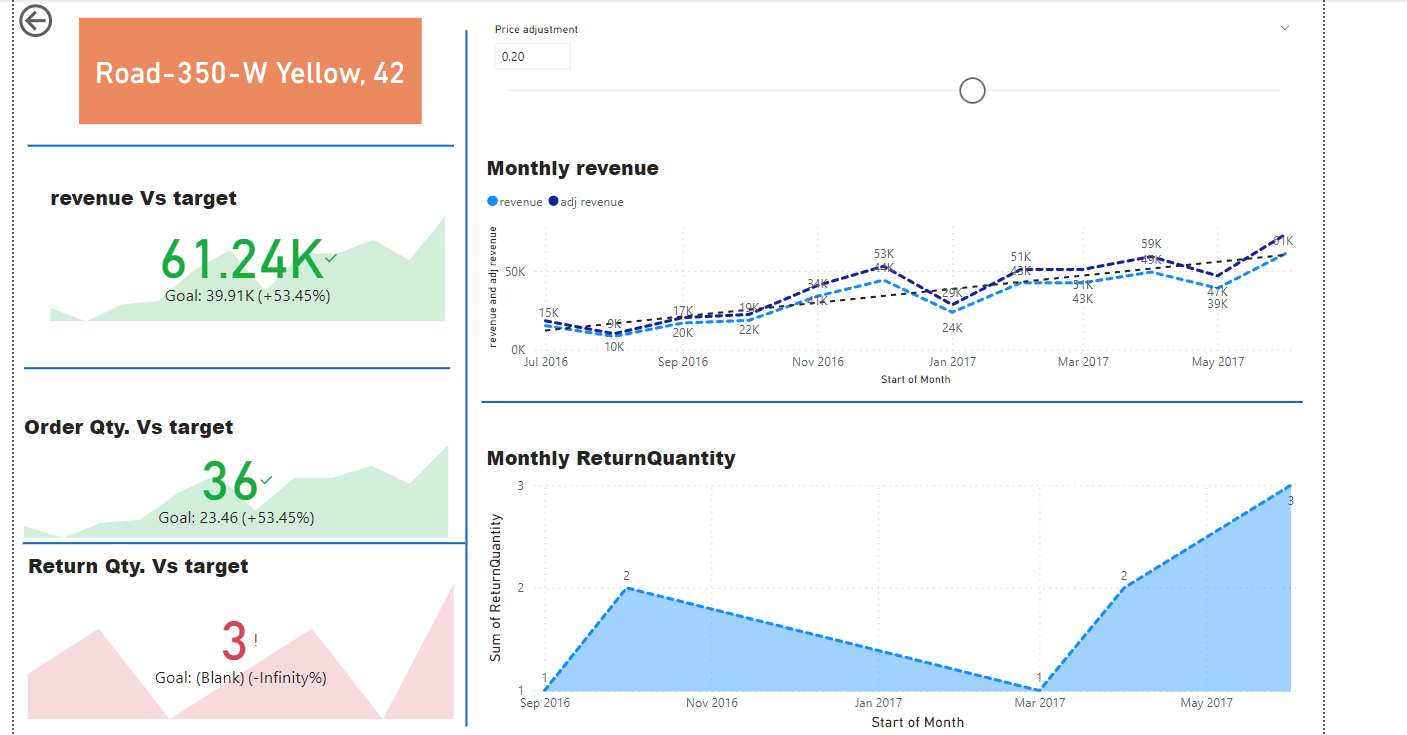 Road-350-W Yellow, 42
revenue Vs target
61.24K
Goal: 39.91K (+53.45%)
Order Qty. Vs target
36
Goal: 23.46 (+53.45%)
Return Qty. Vs target
3!
Goal: (Blank) (-Infinity%)
Price adjustment
0.20
Monthly revenue
revenue adj revenue
revenue and adj revenue
50K
0K
15K 9K 17K 19K 34K 53K 44K 29K 51K 43K 51K 59K 49K 47K 61K
10K 20K 22K 41K 24K 43K 39K
Jul 2016 Sep 2016 Nov 2016 Jan 2017 Mar 2017 May 2017
Start of Month
Monthly ReturnQuantity
Sum of ReturnQuantity
3
2
1
1 2 1 2 3
Sep 2016 Nov 2016 Jan 2017 Mar 2017 May 2017
Start of Month